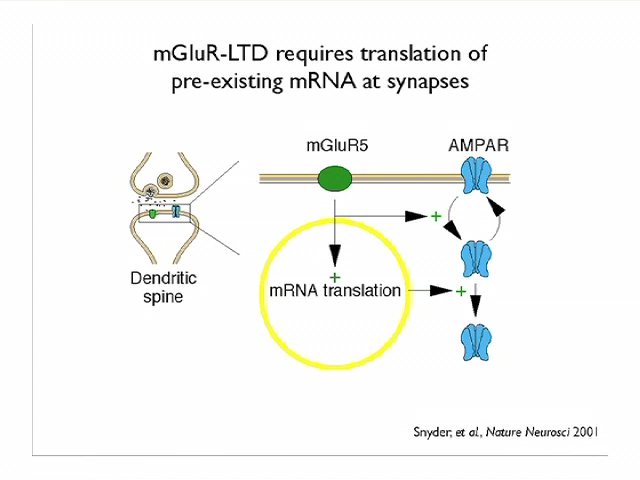 mGluR-LTD requires translation of
pre-existing mRNA at synapses
mGluR5
AMPAR
+
+
mRNA translation
+
Dendritic
spine
Snyder, et al., Nature Neurosci 2001